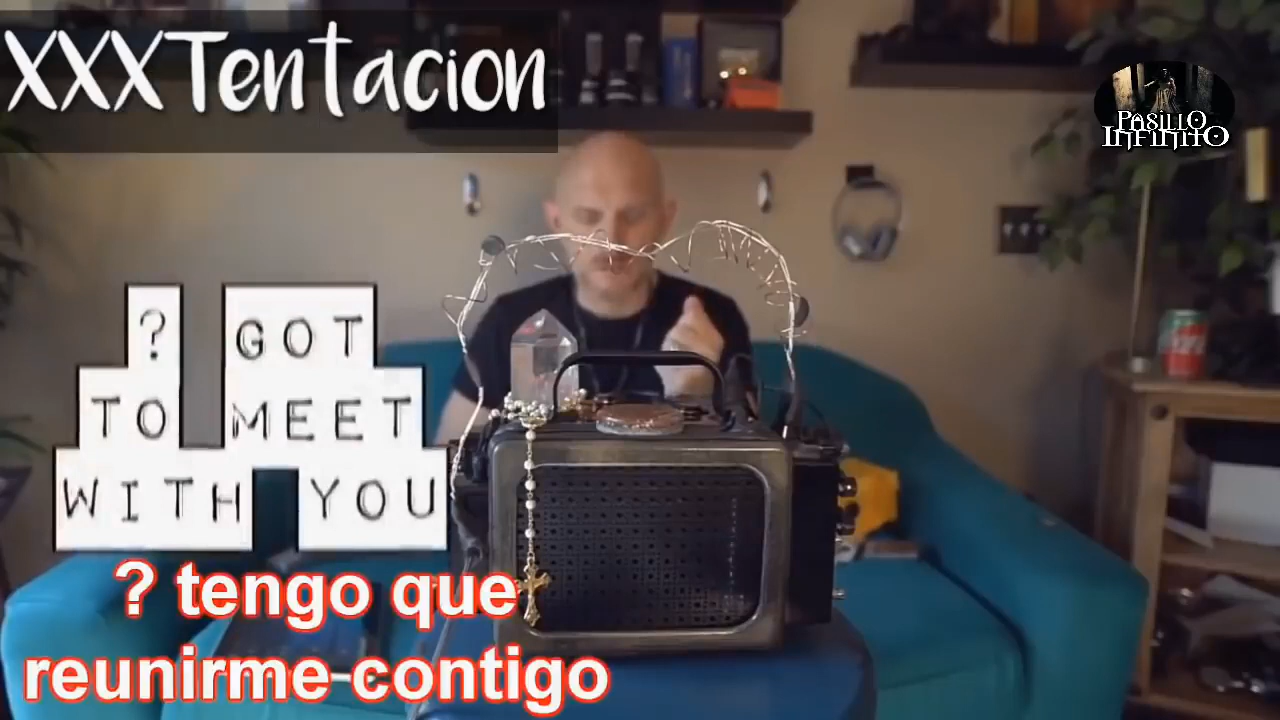 XXXTentacion
PASILLO
INFINITO
? GOT
TO MEET
WITH YOU
? tengo que
reunirme contigo